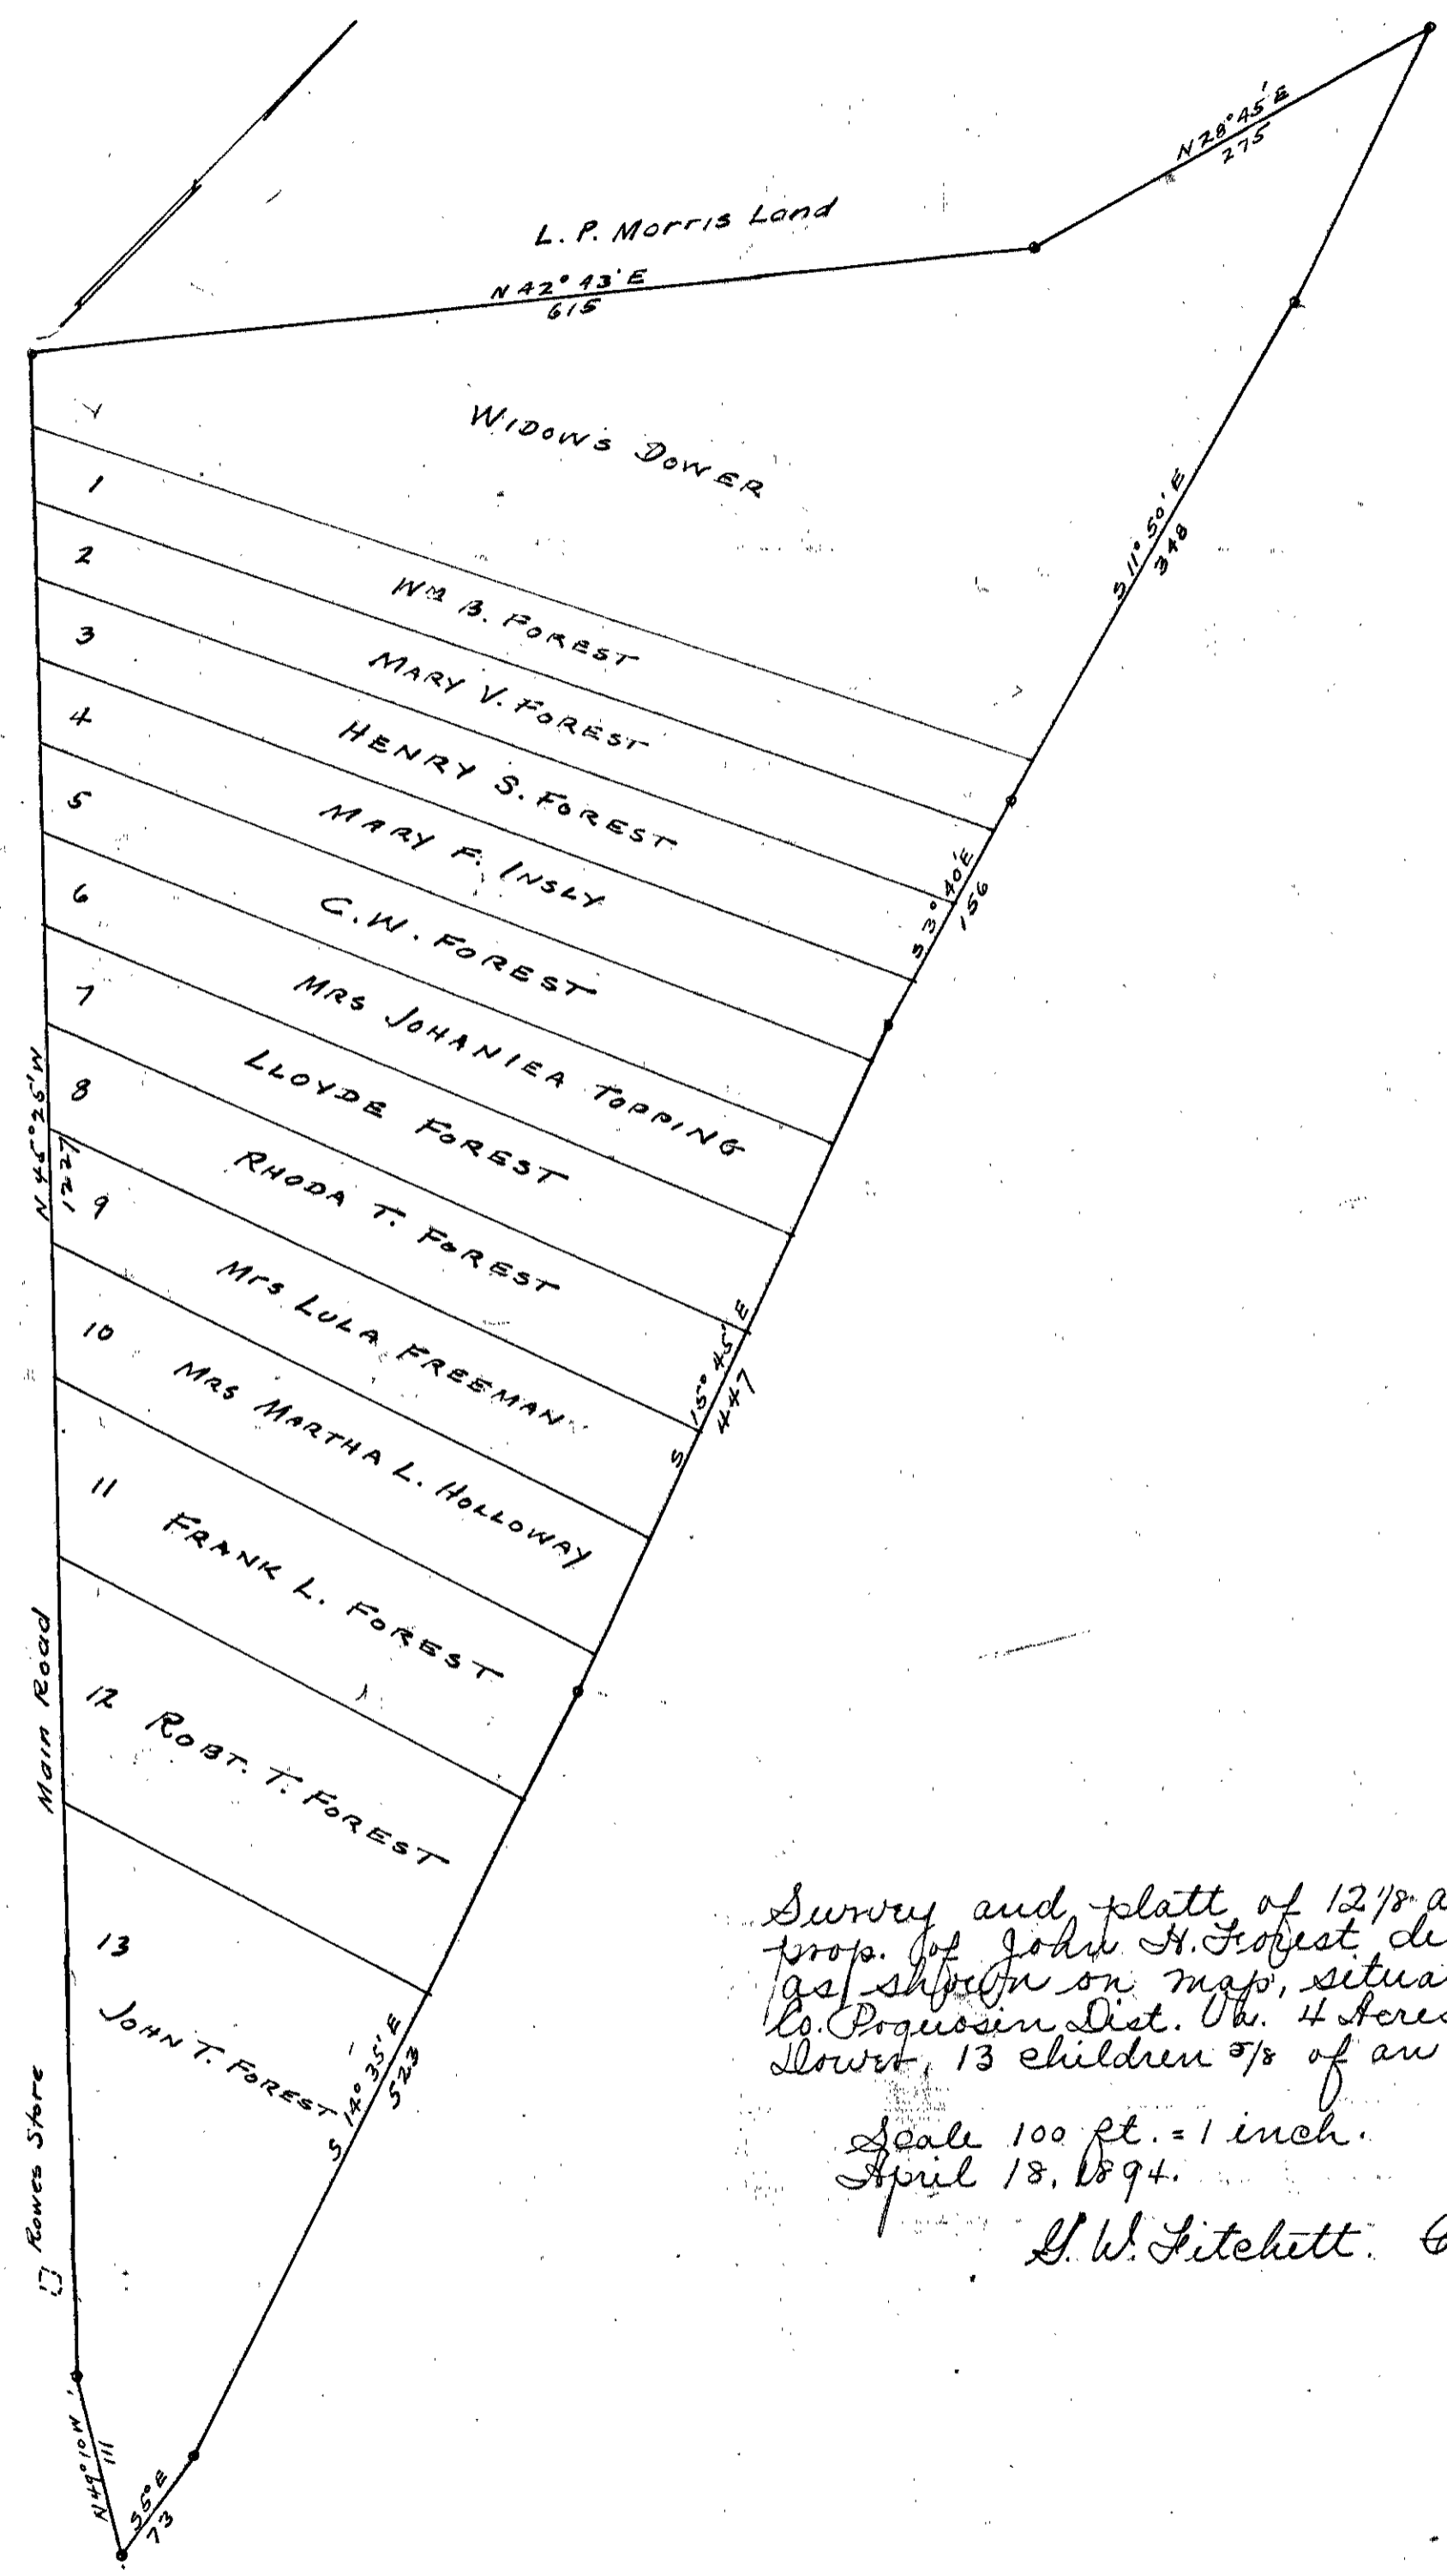 N 28° 45' E
275
L. P. Morris Land
N 42° 43' E
615
WIDOW'S DOWER
S 11° 50' E
348
1
WM B. FOREST
2
MARY V. FOREST
3
HENRY S. FOREST
4
MARY F. INSLY
5
C. W. FOREST
S 3° 40' E
156
6
MRS JOHANIEA TOPPING
7
LLOYDE FOREST
8
RHODA T. FOREST
N 45° 25' W
1227
9
Mrs LULA FREEMAN
S 15° 45' E
447
10
MRS MARTHA L. HOLLOWAY
11
FRANK L. FOREST
Main Road
12
ROBT. T. FOREST
13
JOHN T. FOREST
S 14° 35' E
523
Rowes Store
N 49° 10' W
111
S 5° E
73
Survey and platt of 12 1/8 a
prop. of John H. Forest de
as shown on map, situa
Co. Poquosin Dist. Va. 4 Acres
Dower, 13 children 5/8 of an
Scale 100 ft. = 1 inch.
April 18, 1894.
G. W. Fitchett.